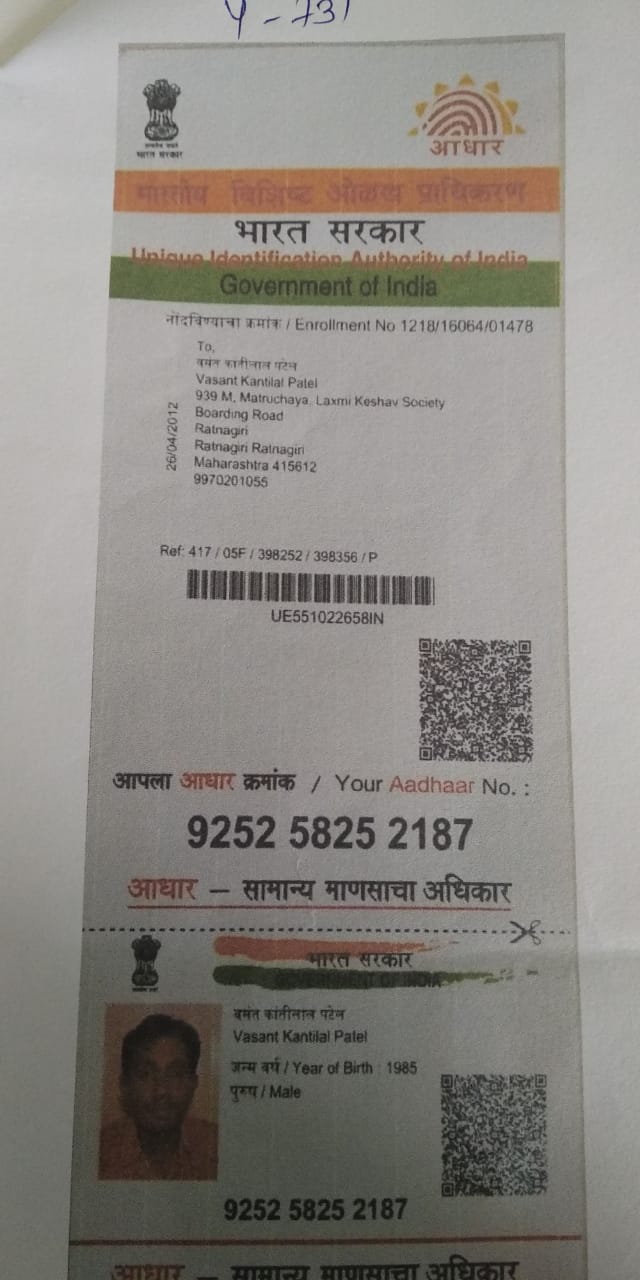 Y - 731
भारत सरकार
आधार
भारतीय विशिष्ट ओळख प्राधिकरण
भारत सरकार
Unique Identification Authority of India
Government of India
नोंदविण्याचा क्रमांक / Enrollment No 1218/16064/01478
To,
वसंत कांतीलाल पटेल
Vasant Kantilal Patel
939 M, Matruchaya, Laxmi Keshav Society
Boarding Road
Ratnagiri
Ratnagiri Ratnagiri
Maharashtra 415612
9970201055
26/04/2012
Ref: 417 / 05F / 398252 / 398356 / P
UE551022658IN
आपला आधार क्रमांक / Your Aadhaar No. :
9252 5825 2187
आधार – सामान्य माणसाचा अधिकार
भारत सरकार
GOVERNMENT OF INDIA
वसंत कांतीलाल पटेल
Vasant Kantilal Patel
जन्म वर्ष / Year of Birth : 1985
पुरुष / Male
9252 5825 2187
आधार – सामान्य माणसाचा अधिकार